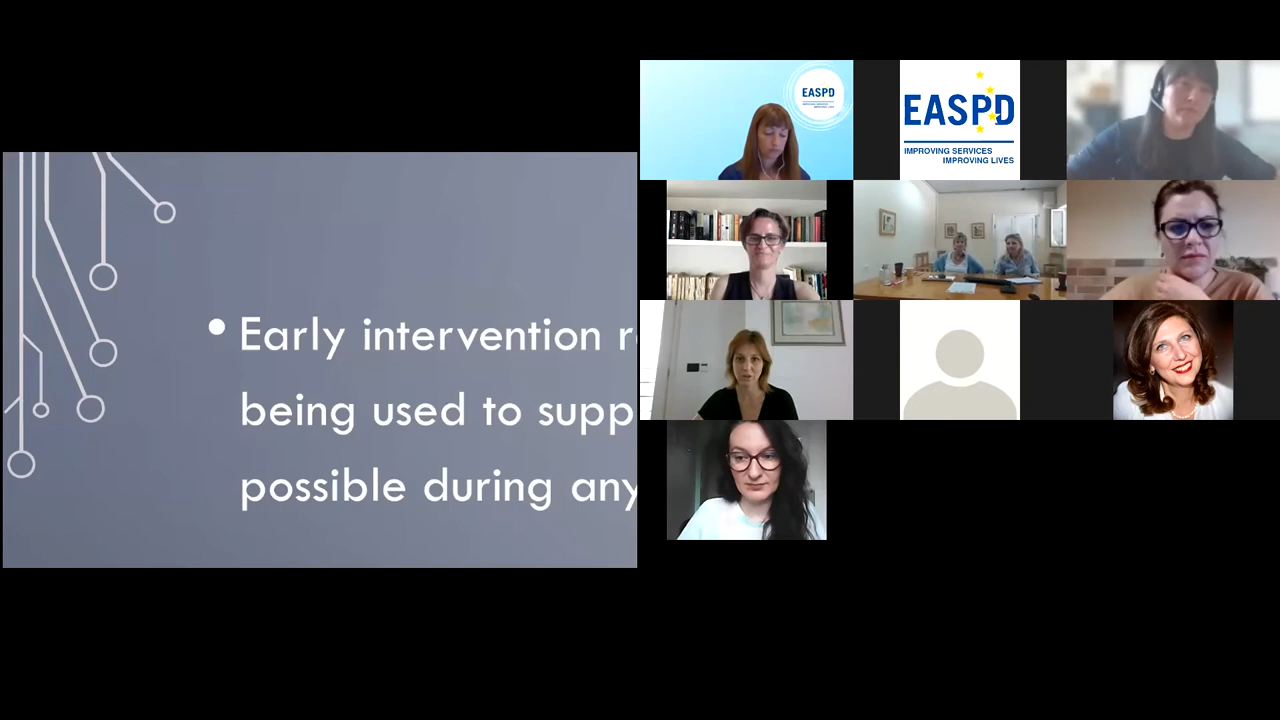 • Early intervention r
being used to supp
possible during any
EASPD
EASPD
IMPROVING SERVICES
IMPROVING LIVES